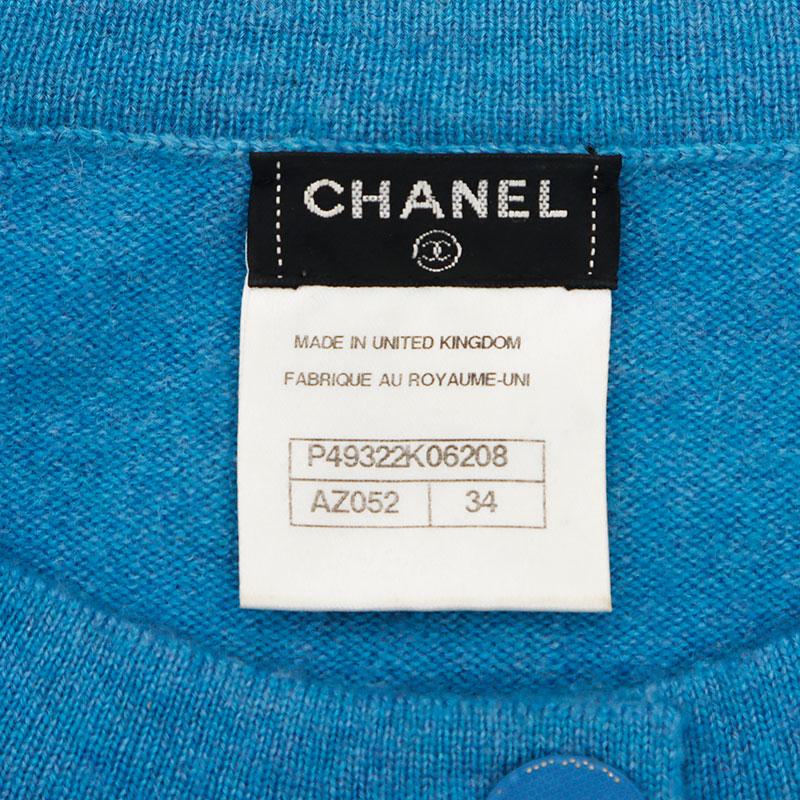 CHANEL
MADE IN UNITED KINGDOM
FABRIQUE AU ROYAUME-UNI
P49322K06208
AZ052 34